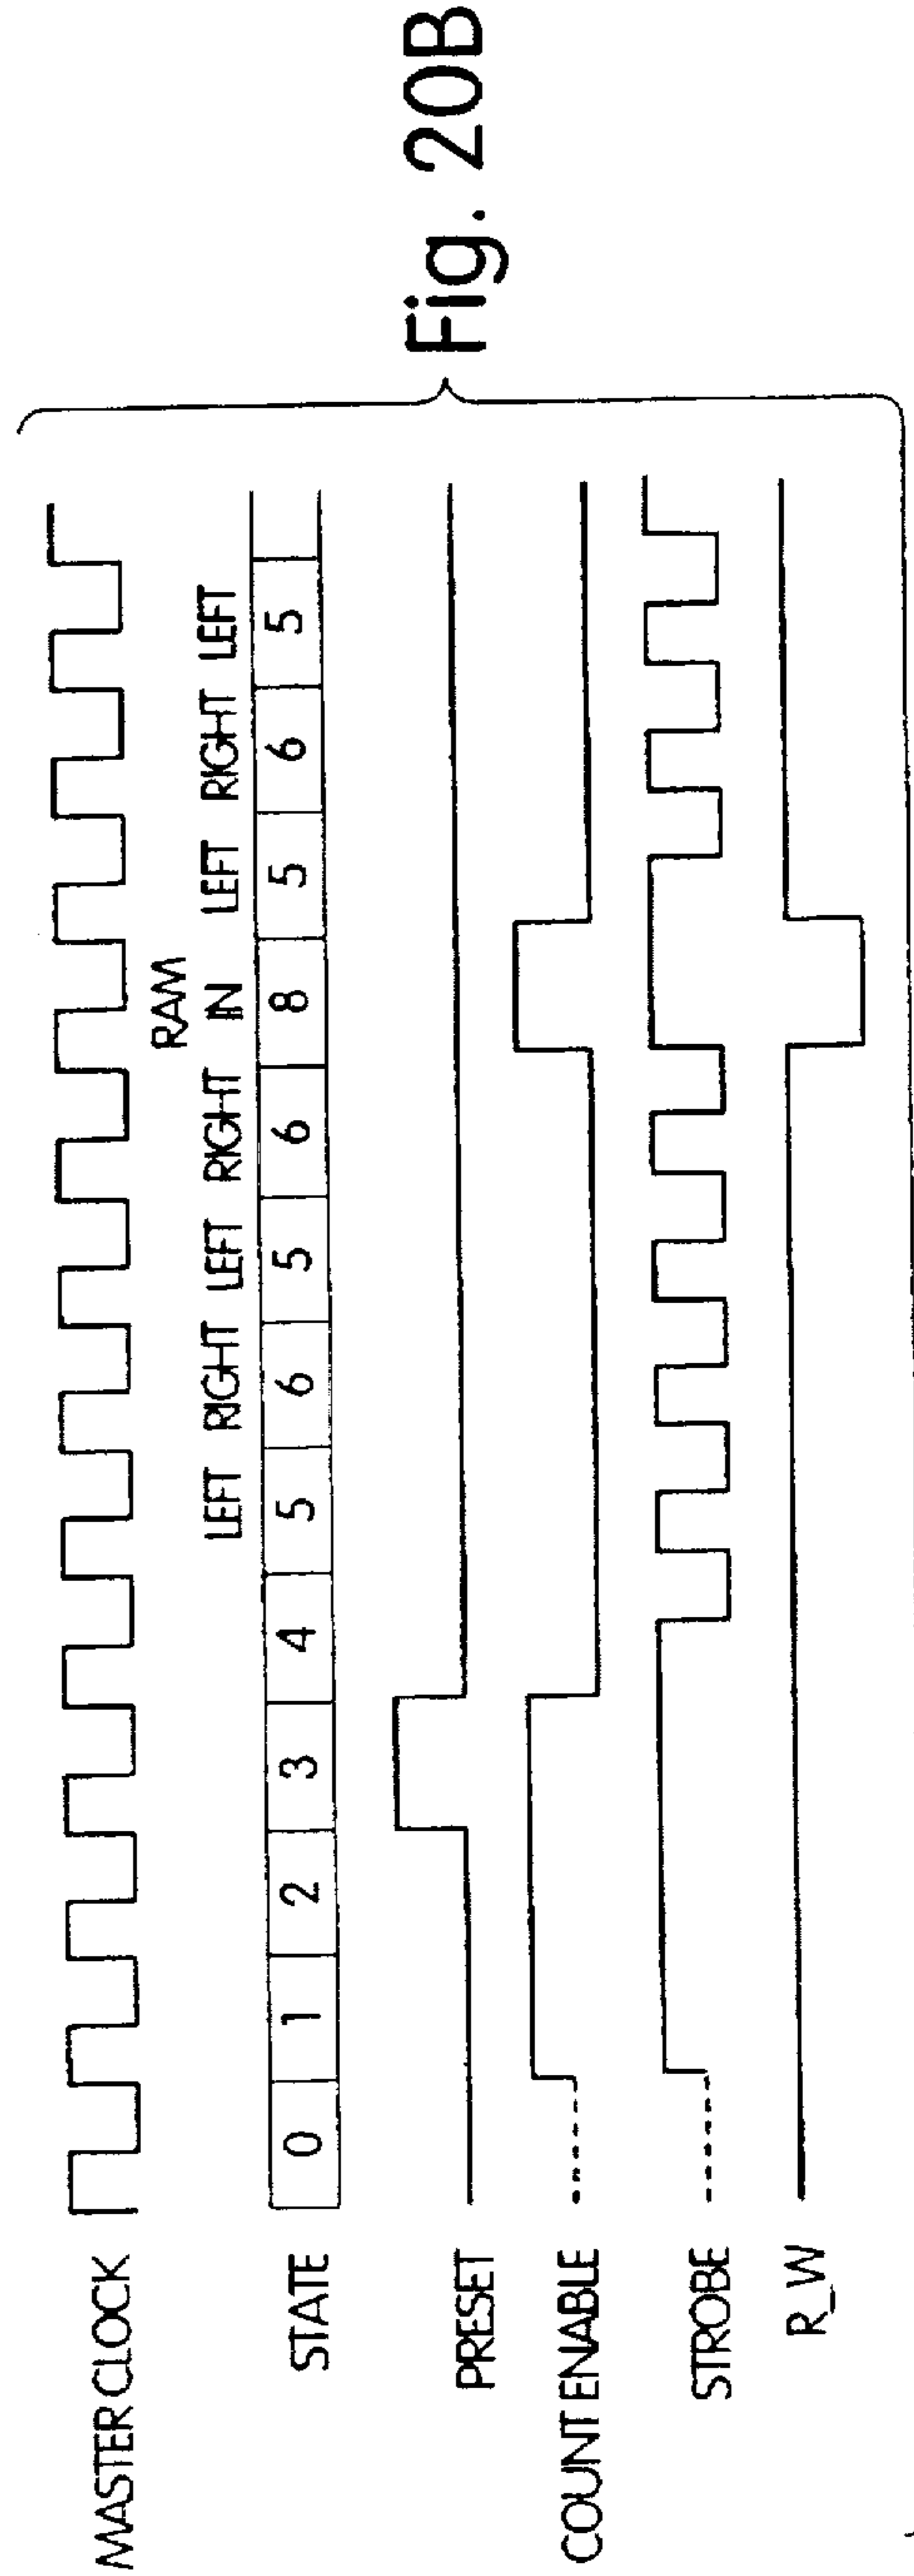 MASTER CLOCK
RAM
LEFT RIGHT LEFT RIGHT IN LEFT RIGHT LEFT
STATE 0 1 2 3 4 5 6 5 6 8 5 6 5
PRESET
COUNT ENABLE
STROBE
R_W
Fig. 20B